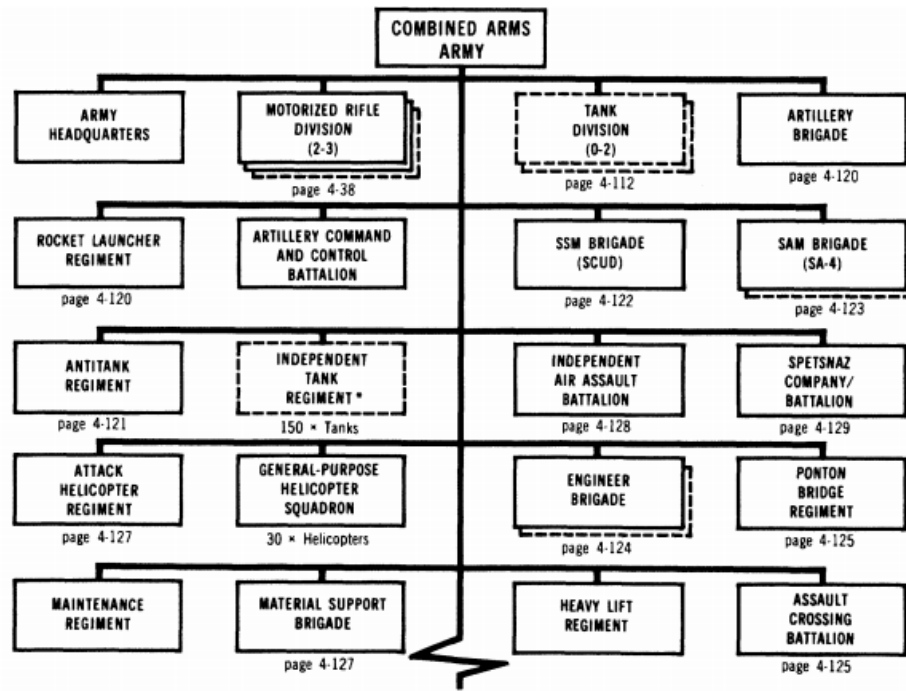 COMBINED ARMS
ARMY
ARMY
HEADQUARTERS
MOTORIZED RIFLE
DIVISION
(2-3)
page 4-38
TANK
DIVISION
(0-2)
page 4-112
ARTILLERY
BRIGADE
page 4-120
ROCKET LAUNCHER
REGIMENT
page 4-120
ARTILLERY COMMAND
AND CONTROL
BATTALION
SSM BRIGADE
(SCUD)
page 4-122
SAM BRIGADE
(SA-4)
page 4-123
ANTITANK
REGIMENT
page 4-121
INDEPENDENT
TANK
REGIMENT*
150 × Tanks
INDEPENDENT
AIR ASSAULT
BATTALION
page 4-128
SPETSNAZ
COMPANY/
BATTALION
page 4-129
ATTACK
HELICOPTER
REGIMENT
page 4-127
GENERAL-PURPOSE
HELICOPTER
SQUADRON
30 × Helicopters
ENGINEER
BRIGADE
page 4-124
PONTON
BRIDGE
REGIMENT
page 4-125
MAINTENANCE
REGIMENT
MATERIAL SUPPORT
BRIGADE
page 4-127
HEAVY LIFT
REGIMENT
ASSAULT
CROSSING
BATTALION
page 4-125